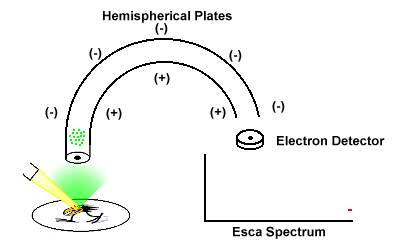 Hemispherical Plates
(-)
(-)
(-)
(+)
(-)
(+)
(+)
(-)
Electron Detector
Esca Spectrum